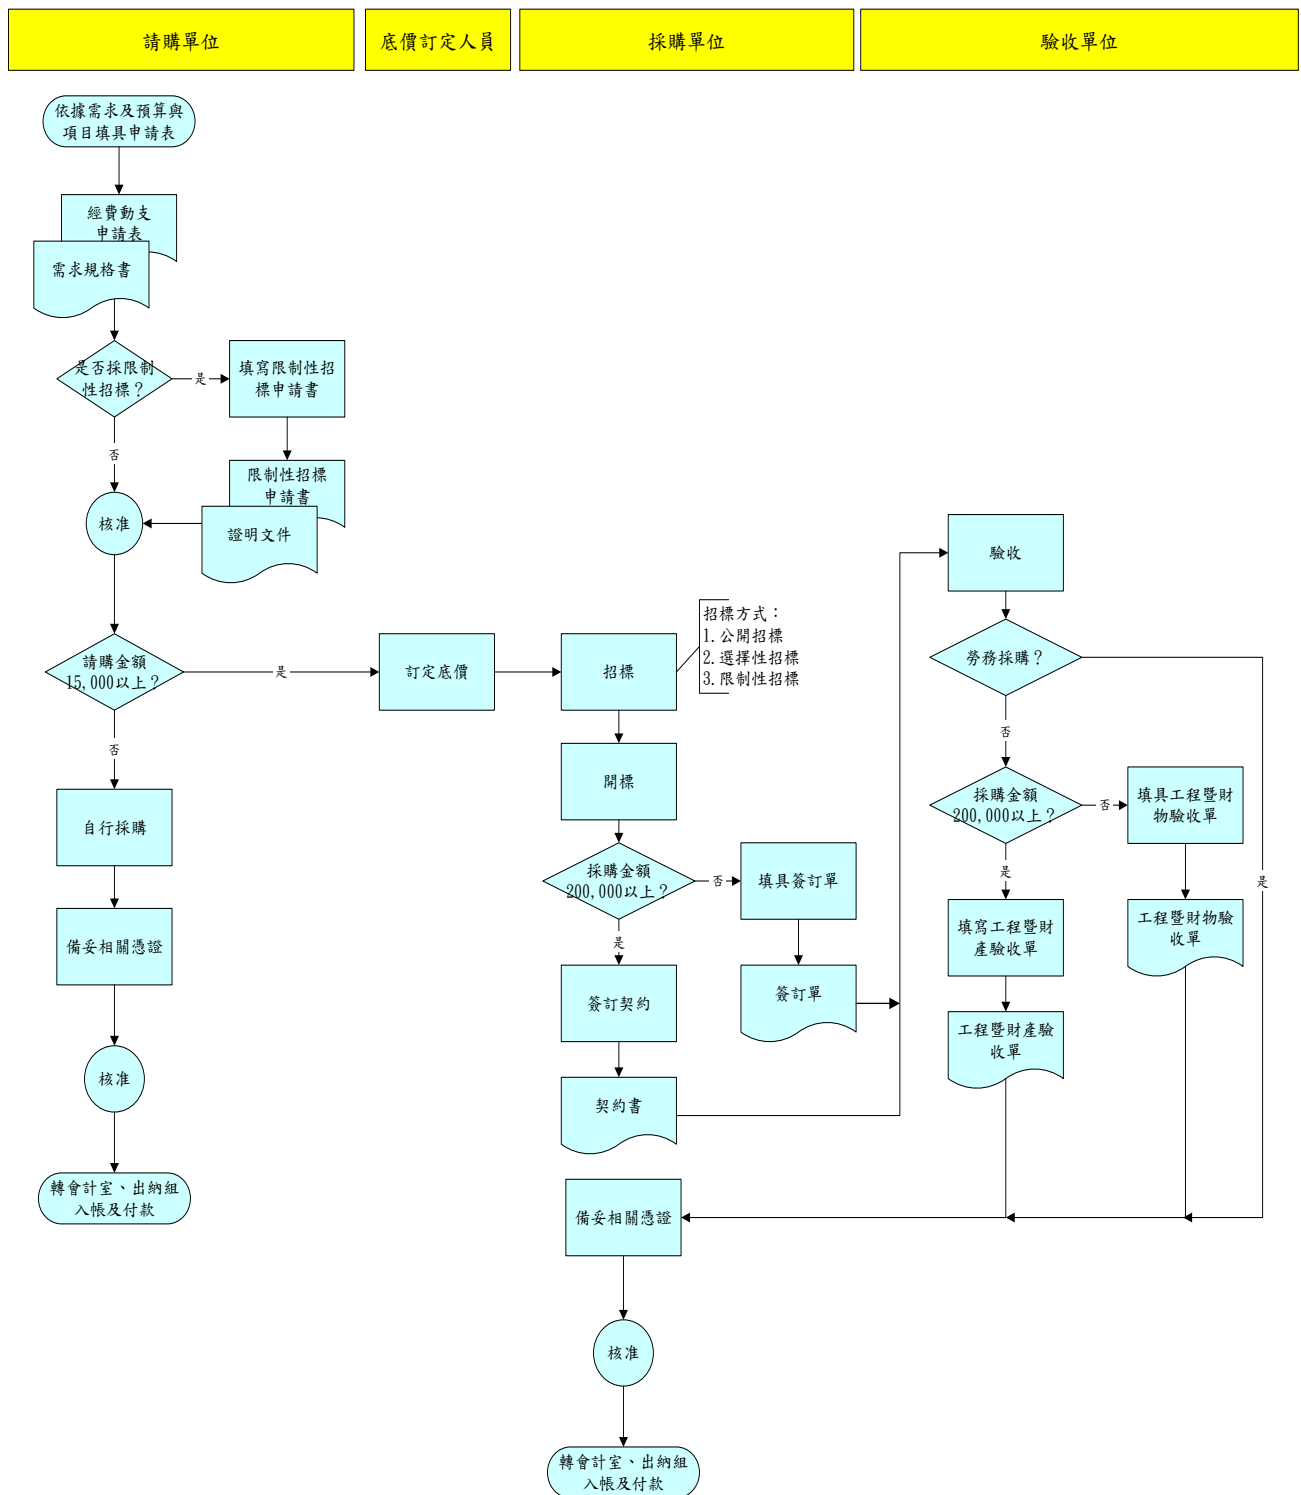 請購單位
底價訂定人員
採購單位
驗收單位
依據需求及預算與
項目填具申請表
經費動支
申請表
需求規格書
是否採限制
性招標？
是
填寫限制性招
標申請書
否
限制性招標
申請書
證明文件
核准
請購金額
15,000以上？
是
訂定底價
招標
招標方式：
1.公開招標
2.選擇性招標
3.限制性招標
否
自行採購
備妥相關憑證
核准
轉會計室、出納組
入帳及付款
開標
採購金額
200,000以上？
否
填具簽訂單
是
簽訂契約
簽訂單
契約書
驗收
勞務採購？
否
是
採購金額
200,000以上？
否
填具工程暨財
物驗收單
是
填寫工程暨財
產驗收單
工程暨財物驗
收單
工程暨財產驗
收單
備妥相關憑證
核准
轉會計室、出納組
入帳及付款